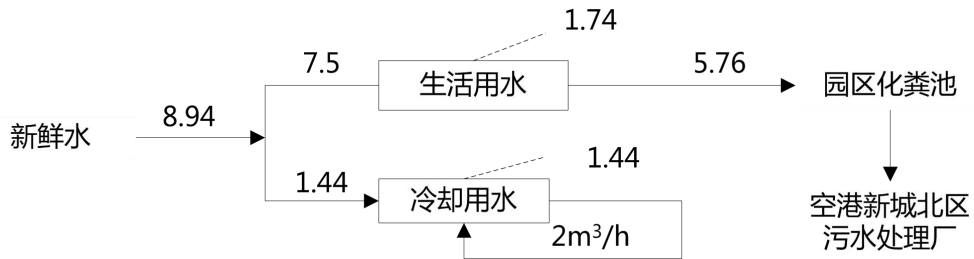 1.74
7.5
生活用水
5.76
园区化粪池
新鲜水
8.94
1.44
1.44
冷却用水
2m³/h
空港新城北区
污水处理厂